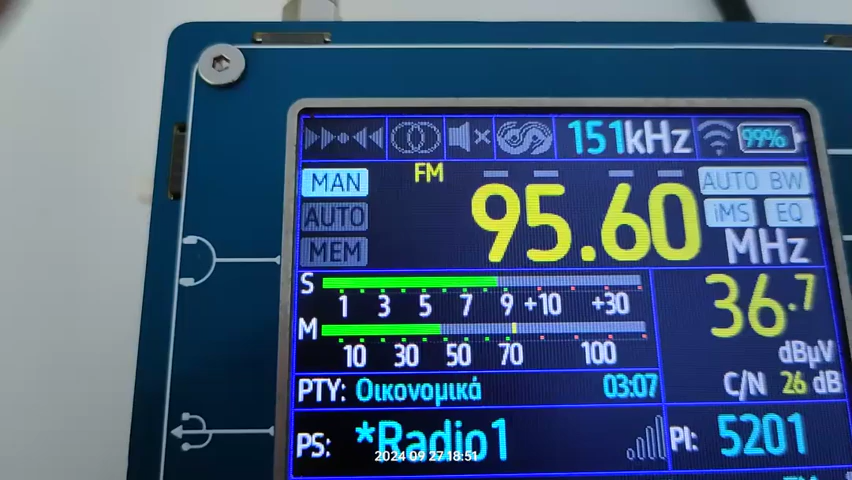 151kHz 99%
MAN FM 95.60 MHz AUTO BW
AUTO iMS EQ
MEM
S 1 3 5 7 9 +10 +30 36.7
M 10 30 50 70 100 dBµV
C/N 26 dB
PTY: Οικονομικά 03:07
PS: *Radio1 PI: 5201
2024 09 27 18:51